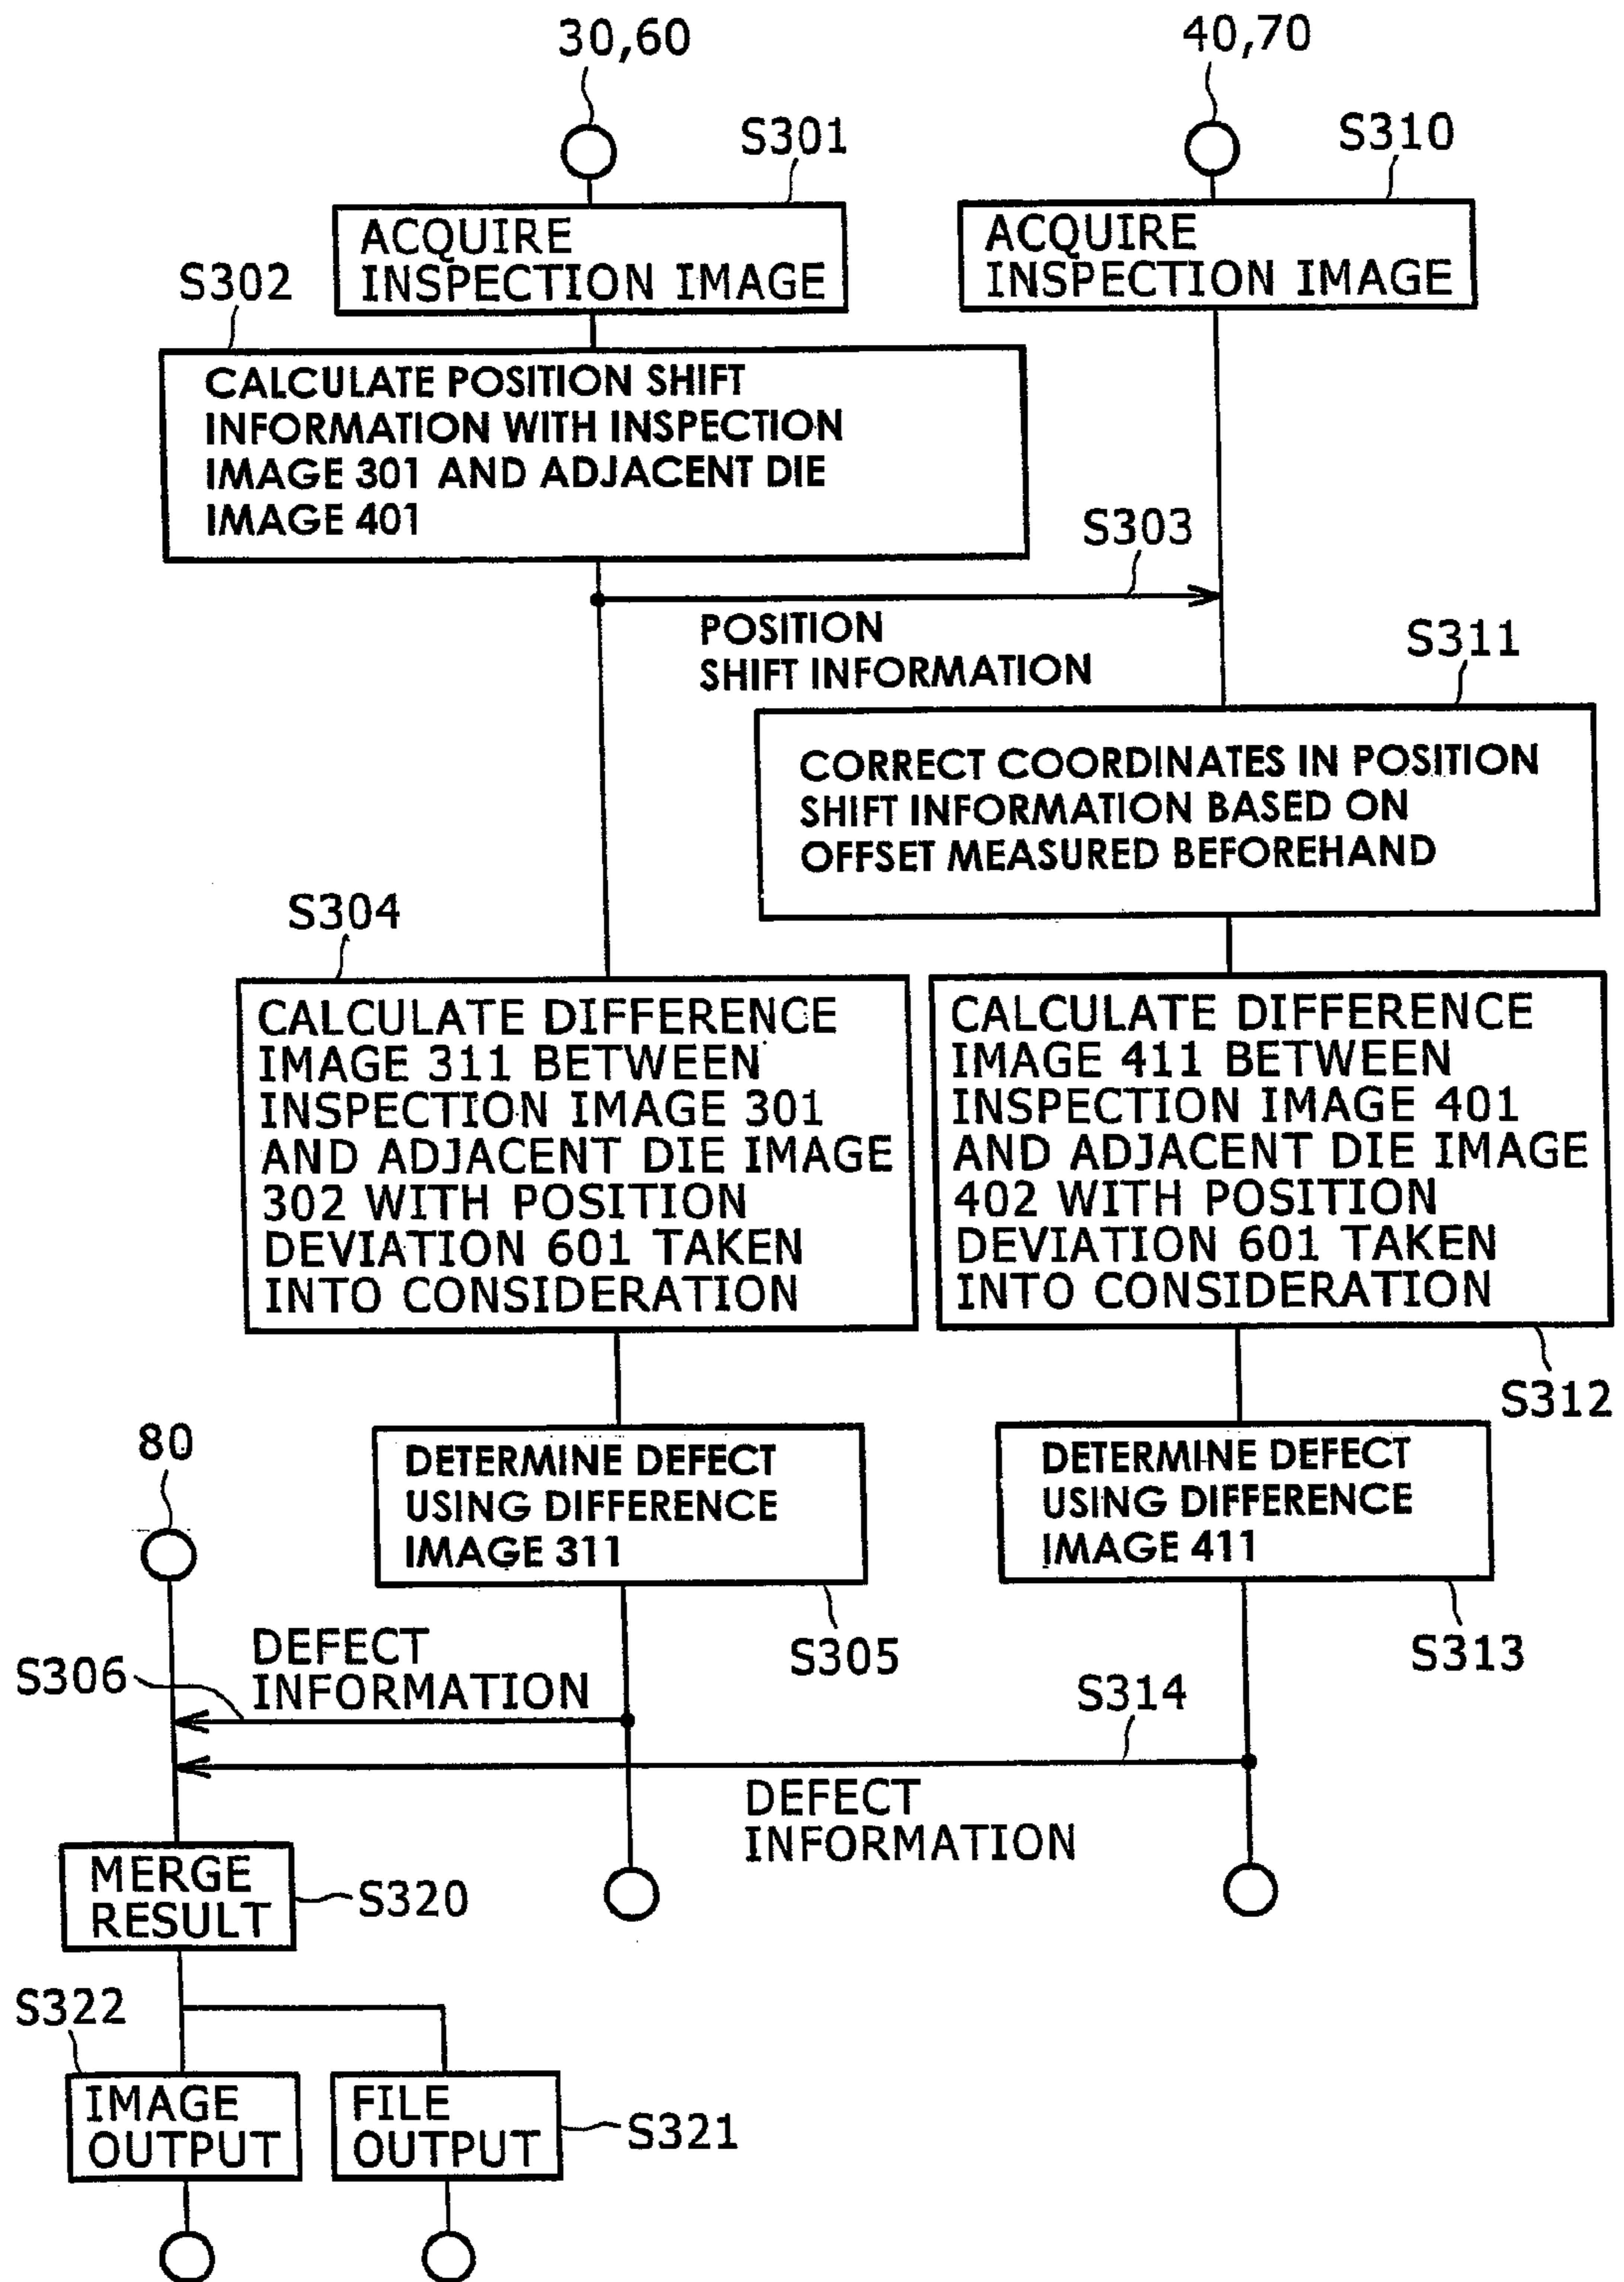 30,60
40,70
S301
S310
ACQUIRE
INSPECTION IMAGE
ACQUIRE
INSPECTION IMAGE
S302
CALCULATE POSITION SHIFT
INFORMATION WITH INSPECTION
IMAGE 301 AND ADJACENT DIE
IMAGE 401
S303
POSITION
SHIFT INFORMATION
S311
CORRECT COORDINATES IN POSITION
SHIFT INFORMATION BASED ON
OFFSET MEASURED BEFOREHAND
S304
CALCULATE DIFFERENCE
IMAGE 311 BETWEEN
INSPECTION IMAGE 301
AND ADJACENT DIE IMAGE
302 WITH POSITION
DEVIATION 601 TAKEN
INTO CONSIDERATION
CALCULATE DIFFERENCE
IMAGE 411 BETWEEN
INSPECTION IMAGE 401
AND ADJACENT DIE IMAGE
402 WITH POSITION
DEVIATION 601 TAKEN
INTO CONSIDERATION
S312
80
DETERMINE DEFECT
USING DIFFERENCE
IMAGE 311
DETERMINE DEFECT
USING DIFFERENCE
IMAGE 411
S305
S313
S306
DEFECT
INFORMATION
S314
DEFECT
INFORMATION
MERGE
RESULT
S320
S322
IMAGE
OUTPUT
FILE
OUTPUT
S321